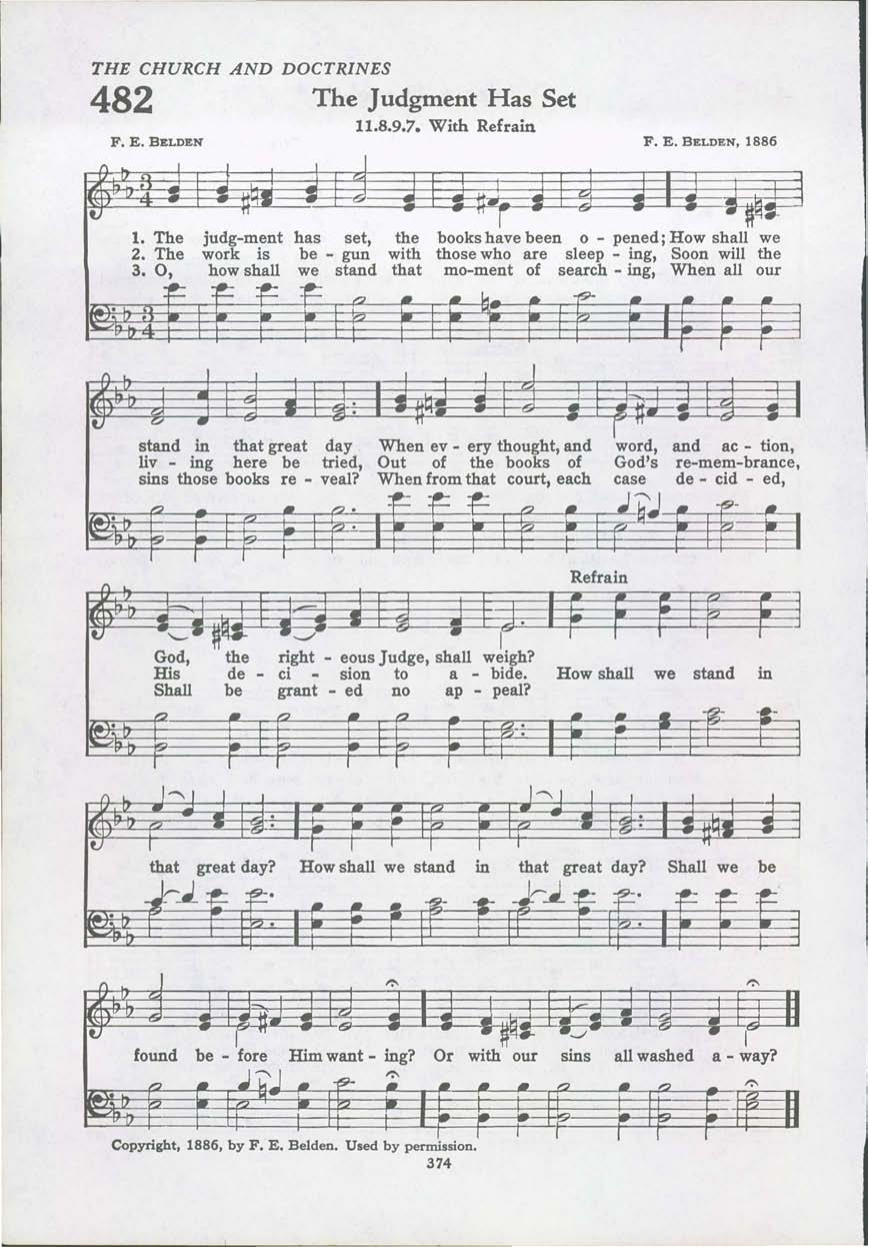 THE CHURCH AND DOCTRINES
482 The Judgment Has Set
11.8.9.7. With Refrain
F. E. BELDEN F. E. BELDEN, 1886
1. The judg-ment has set, the books have been o - pened; How shall we
2. The work is be - gun with those who are sleep - ing, Soon will the
3. O, how shall we stand that mo-ment of search - ing, When all our
stand in that great day When ev - ery thought, and word, and ac - tion,
liv - ing here be tried, Out of the books of God's re-mem-brance,
sins those books re - veal? When from that court, each case de - cid - ed,
Refrain
God, the right - eous Judge, shall weigh?
His de - ci - sion to a - bide. How shall we stand in
Shall be grant - ed no ap - peal?
that great day? How shall we stand in that great day? Shall we be
found be - fore Him want - ing? Or with our sins all washed a - way?
Copyright, 1886, by F. E. Belden. Used by permission.
374